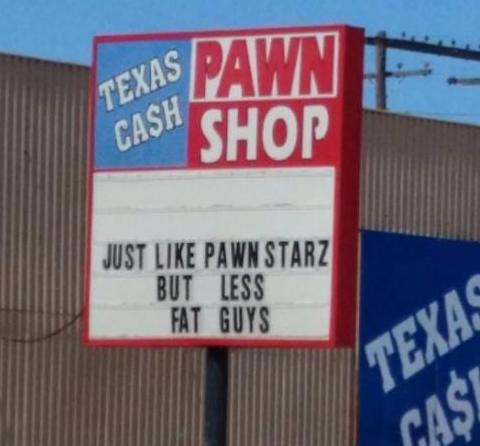 TEXAS
CA$H
PAWN
SHOP
JUST LIKE PAWN STARZ
BUT LESS
FAT GUYS
TEXAS
CA$H